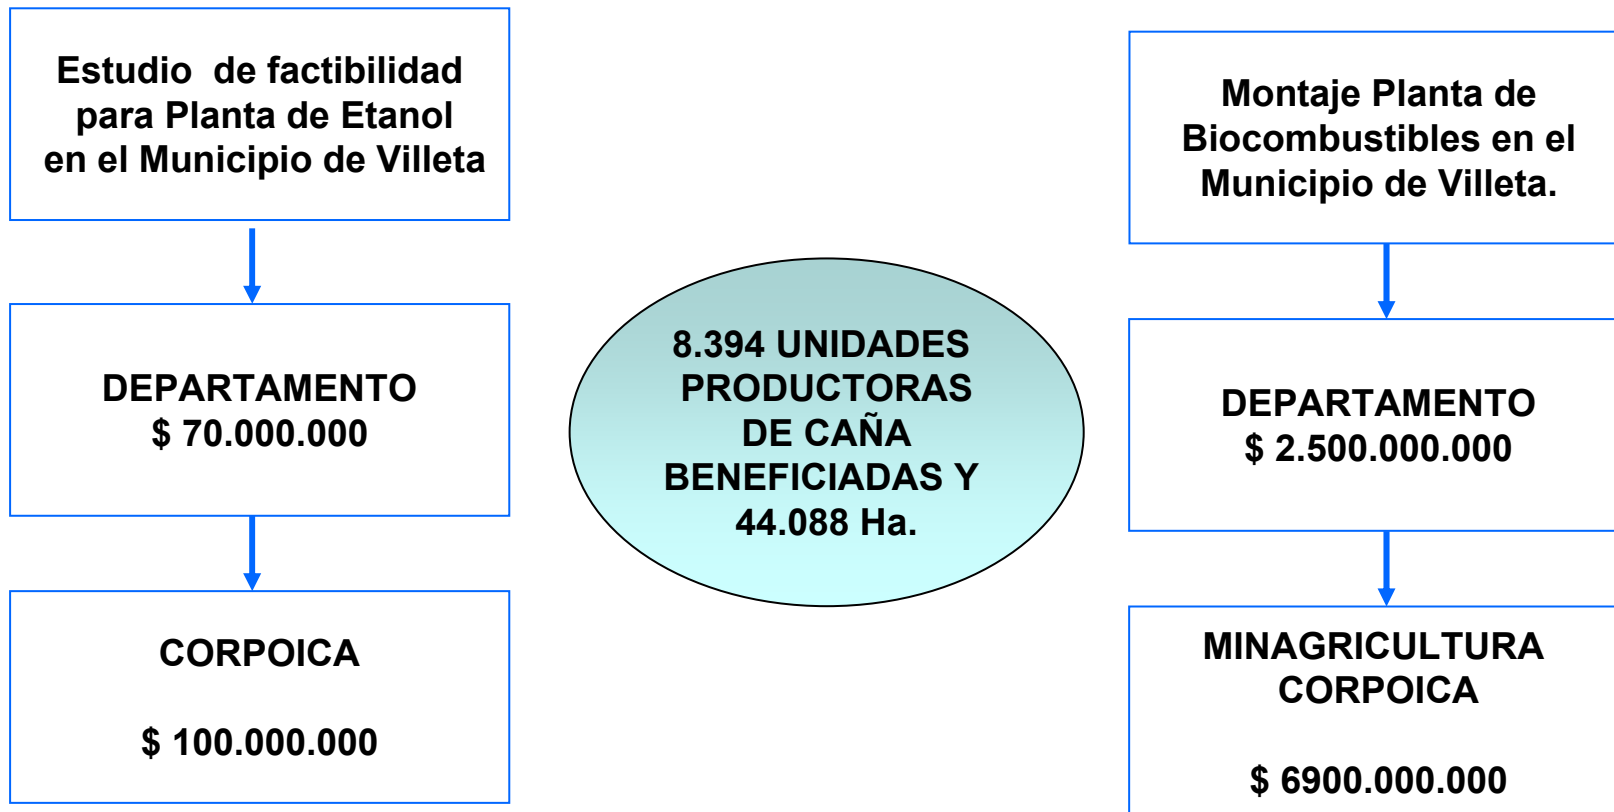 Estudio de factibilidad
para Planta de Etanol
en el Municipio de Villeta
DEPARTAMENTO
$ 70.000.000
CORPOICA
$ 100.000.000
8.394 UNIDADES
PRODUCTORAS
DE CAÑA
BENEFICIADAS Y
44.088 Ha.
Montaje Planta de
Biocombustibles en el
Municipio de Villeta.
DEPARTAMENTO
$ 2.500.000.000
MINAGRICULTURA
CORPOICA
$ 6900.000.000